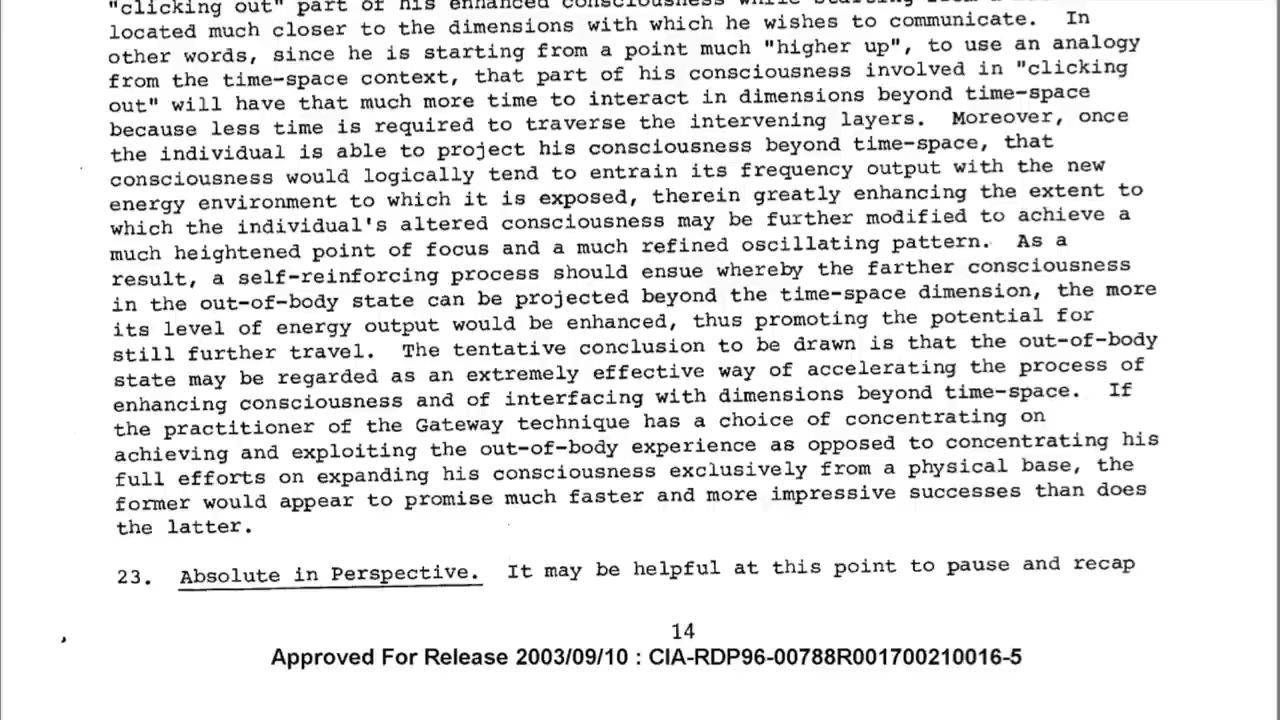 "clicking out" part of his enhanced consciousness while starting from a
located much closer to the dimensions with which he wishes to communicate.  In
other words, since he is starting from a point much "higher up", to use an analogy
from the time-space context, that part of his consciousness involved in "clicking
out" will have that much more time to interact in dimensions beyond time-space
because less time is required to traverse the intervening layers.  Moreover, once
the individual is able to project his consciousness beyond time-space, that
consciousness would logically tend to entrain its frequency output with the new
energy environment to which it is exposed, therein greatly enhancing the extent to
which the individual's altered consciousness may be further modified to achieve a
much heightened point of focus and a much refined oscillating pattern.  As a
result, a self-reinforcing process should ensue whereby the farther consciousness
in the out-of-body state can be projected beyond the time-space dimension, the more
its level of energy output would be enhanced, thus promoting the potential for
still further travel.  The tentative conclusion to be drawn is that the out-of-body
state may be regarded as an extremely effective way of accelerating the process of
enhancing consciousness and of interfacing with dimensions beyond time-space.  If
the practitioner of the Gateway technique has a choice of concentrating on
achieving and exploiting the out-of-body experience as opposed to concentrating his
full efforts on expanding his consciousness exclusively from a physical base, the
former would appear to promise much faster and more impressive successes than does
the latter.
23.  Absolute in Perspective.  It may be helpful at this point to pause and recap
14
Approved For Release 2003/09/10 : CIA-RDP96-00788R001700210016-5